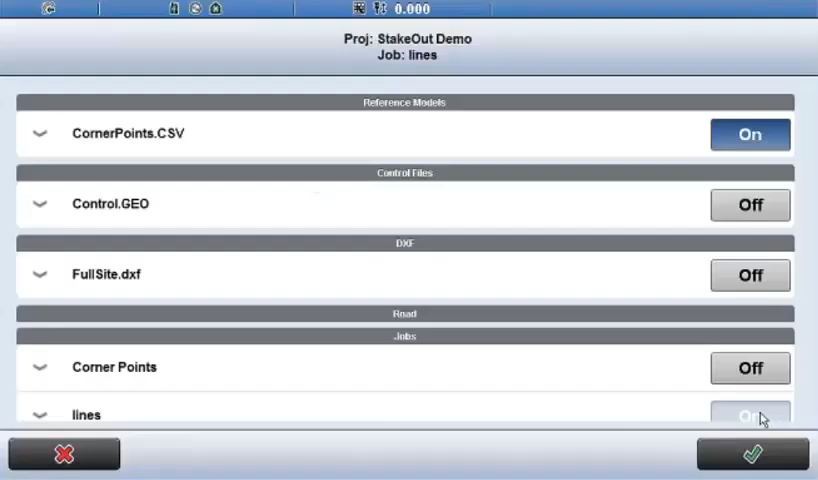 0.000
Proj: StakeOut Demo
Job: lines
Reference Models
CornerPoints.CSV On
Control Files
Control.GEO Off
DXF
FullSite.dxf Off
Road
Jobs
Corner Points Off
lines On